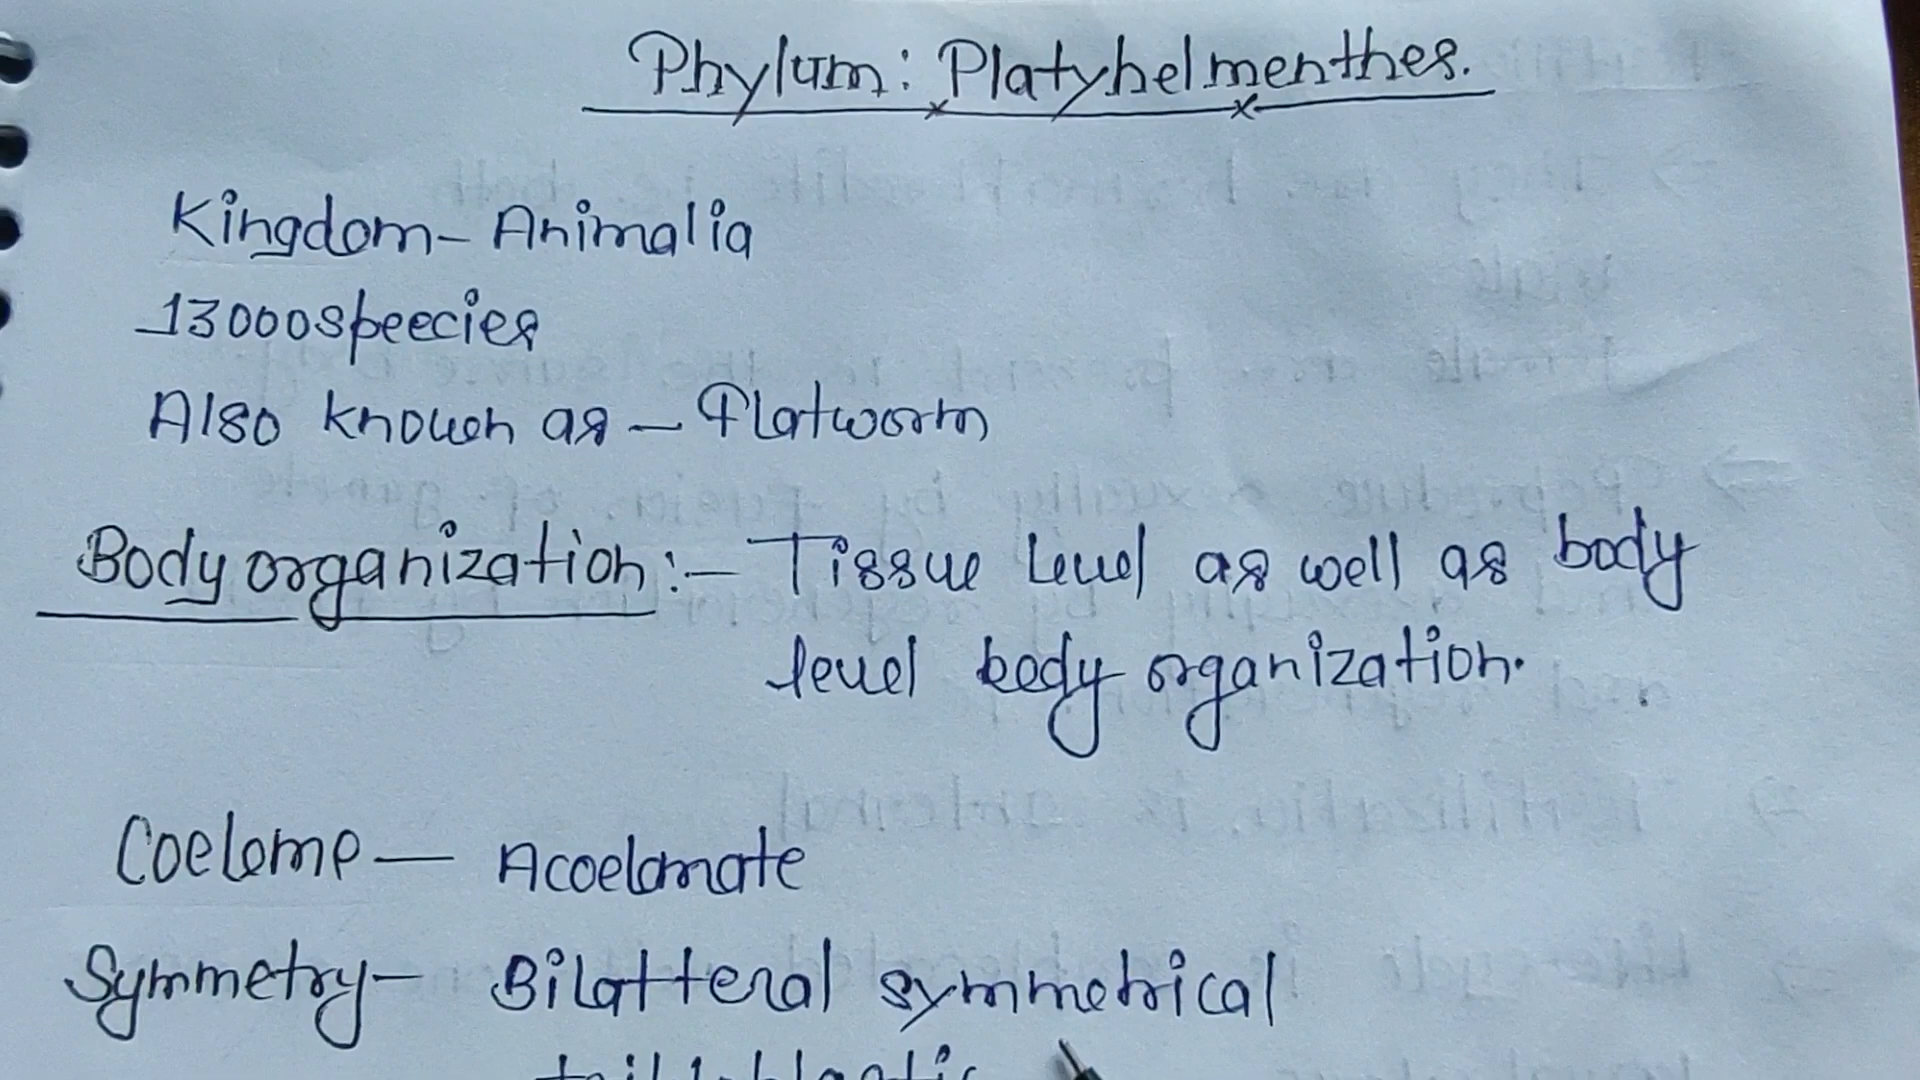 Phylum: Platyhelmenthes.
Kingdom - Animalia
13000 speecies
Also known as - Flatworm
Body organization :- Tissue level as well as body
level body organization.
Coelome - Acoelomate
Symmetry - Bilatteral symmetrical